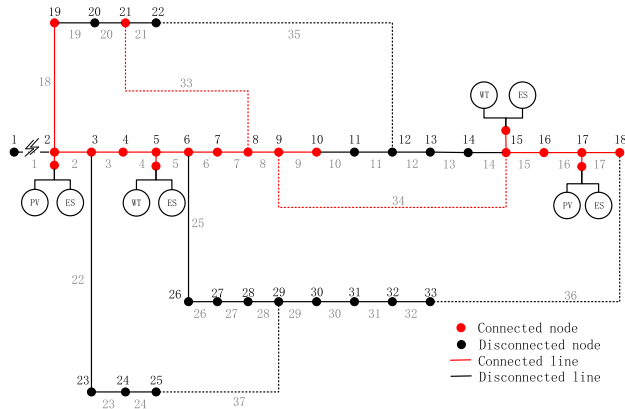 19 20 21 22
19 20 21 35
18 33
WT ES
1 2 3 4 5 6 7 8 9 10 11 12 13 14 15 16 17 18
1 2 3 4 5 6 7 8 9 10 11 12 13 14 15 16 17
PV ES WT ES PV ES
34
25
22
26 27 28 29 30 31 32 33
26 27 28 29 30 31 32 36
23 24 25
23 24 37
Connected node
Disconnected node
Connected line
Disconnected line